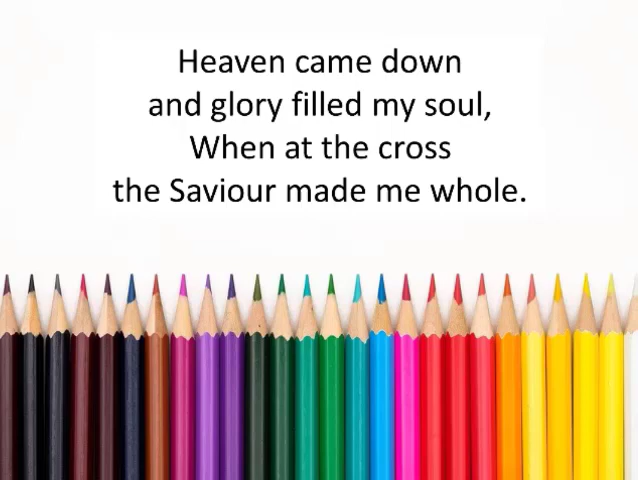 Heaven came down
and glory filled my soul,
When at the cross
the Saviour made me whole.